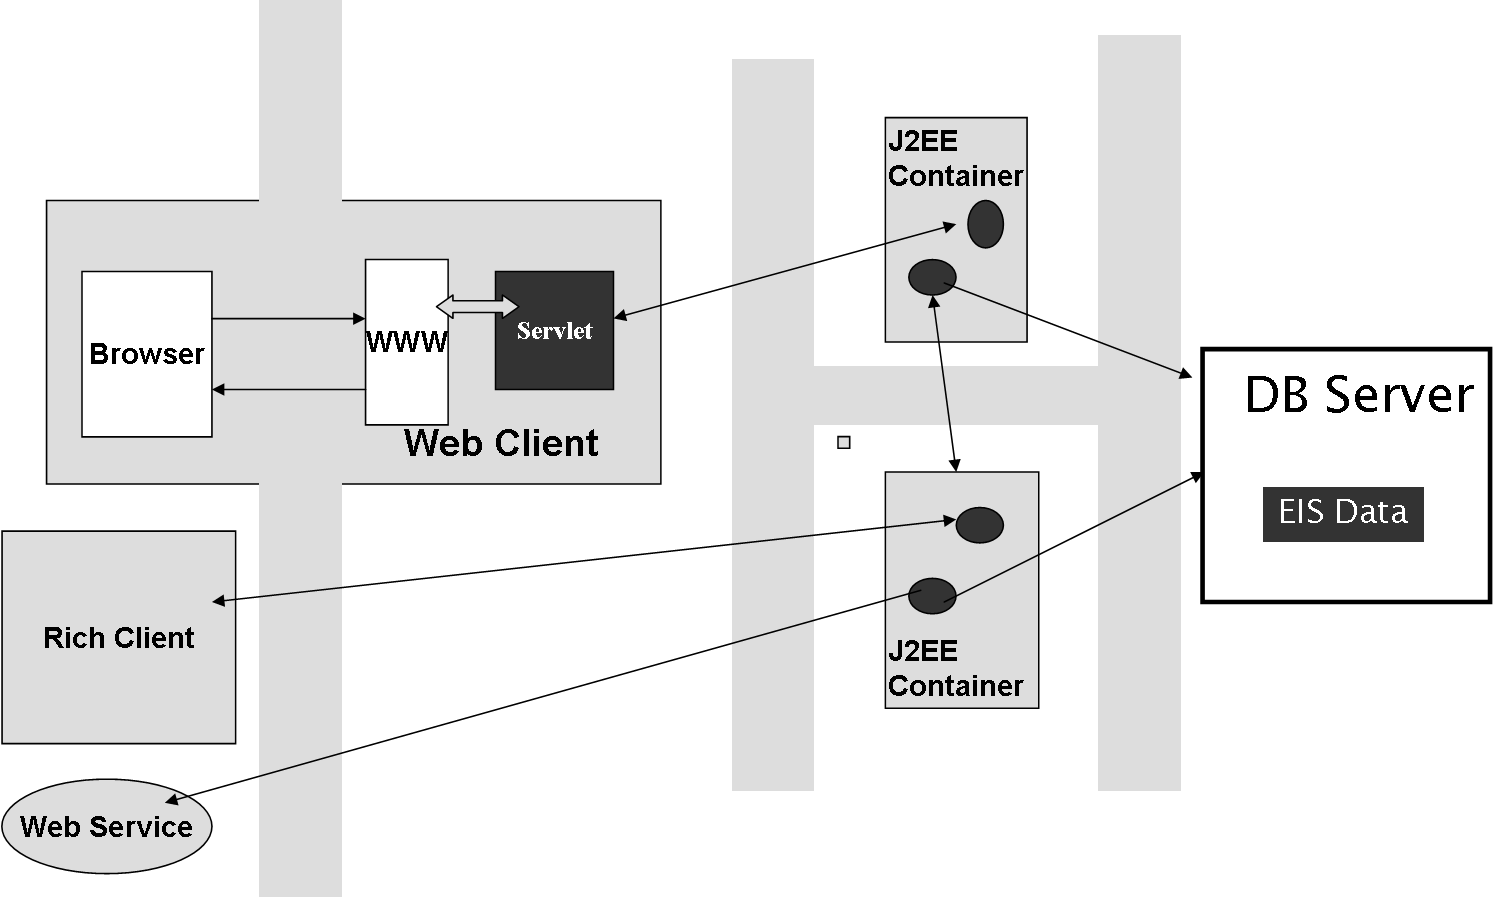 J2EE
Container
Browser
WWW
Servlet
Web Client
DB Server
EIS Data
Rich Client
J2EE
Container
Web Service